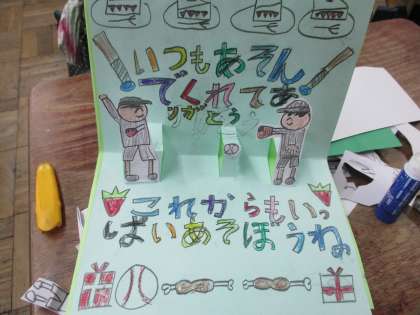 いつもあそん
でくれてあ
りがとう
これからもいっ
ぱいあそぼうね。